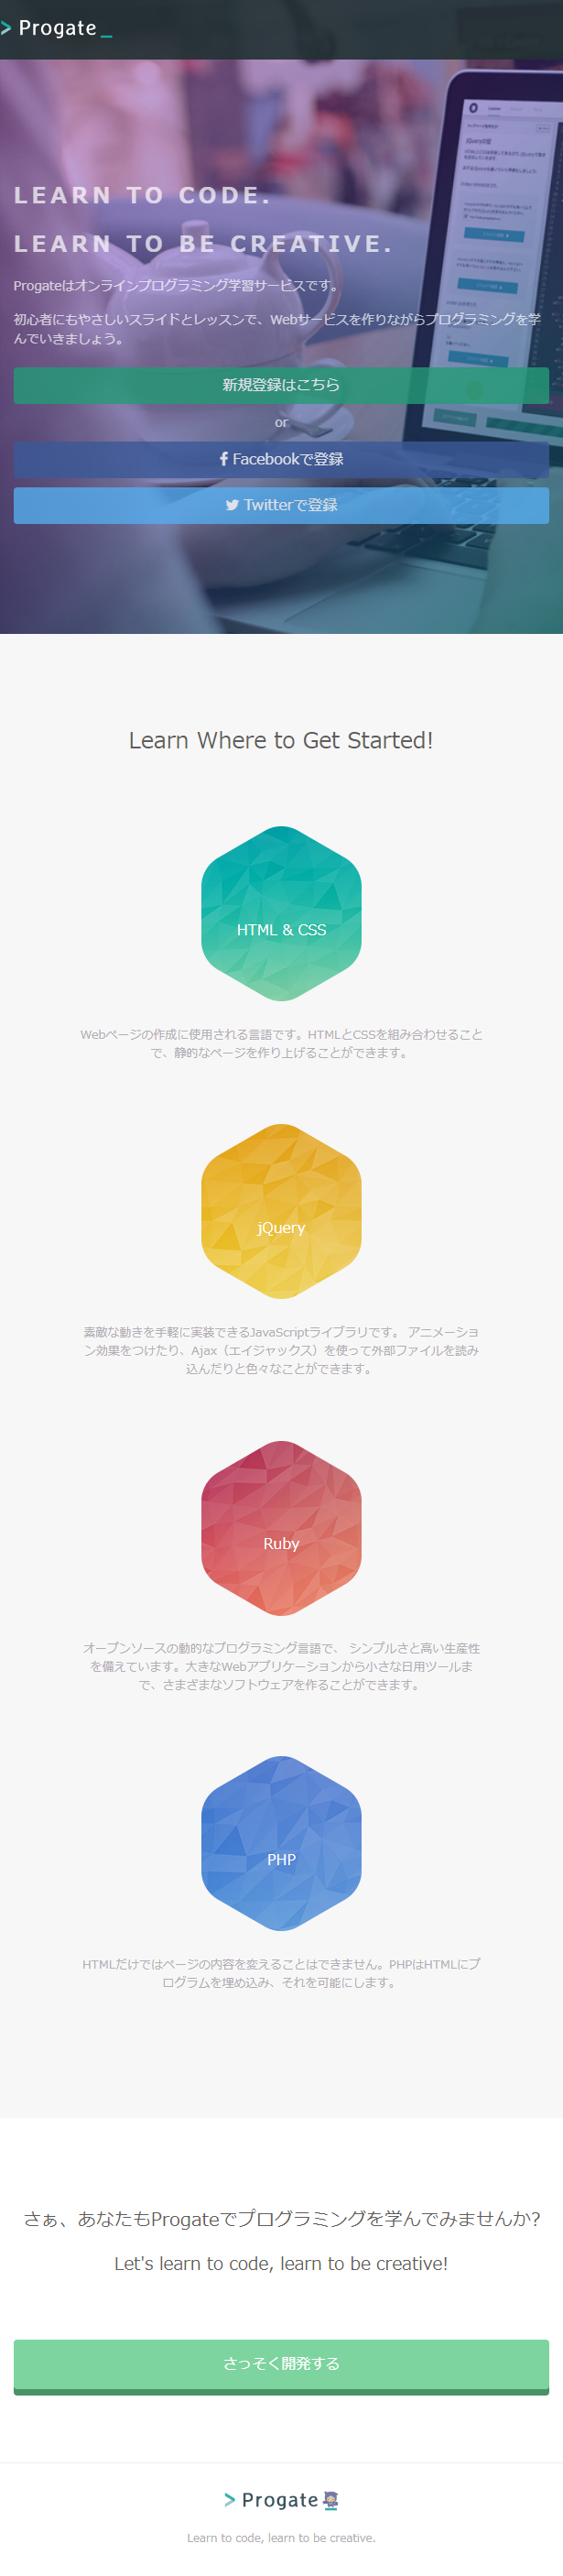 Progate
LEARN TO CODE.
LEARN TO BE CREATIVE.
Progateはオンラインプログラミング学習サービスです。
初心者にもやさしいスライドとレッスンで、Webサービスを作りながらプログラミングを学
んでいきましょう。
新規登録はこちら
or
Facebookで登録
Twitterで登録
Learn Where to Get Started!
HTML & CSS
Webページの作成に使用される言語です。HTMLとCSSを組み合わせること
で、静的なページを作り上げることができます。
jQuery
素敵な動きを手軽に実装できるJavaScriptライブラリです。 アニメーショ
ン効果をつけたり、Ajax（エイジャックス）を使って外部ファイルを読み
込んだりと色々なことができます。
Ruby
オープンソースの動的なプログラミング言語で、 シンプルさと高い生産性
を備えています。大きなWebアプリケーションから小さな日用ツールま
で、さまざまなソフトウェアを作ることができます。
PHP
HTMLだけではページの内容を変えることはできません。PHPはHTMLにプ
ログラムを埋め込み、それを可能にします。
さぁ、あなたもProgateでプログラミングを学んでみませんか?
Let's learn to code, learn to be creative!
さっそく開発する
Progate
Learn to code, learn to be creative.